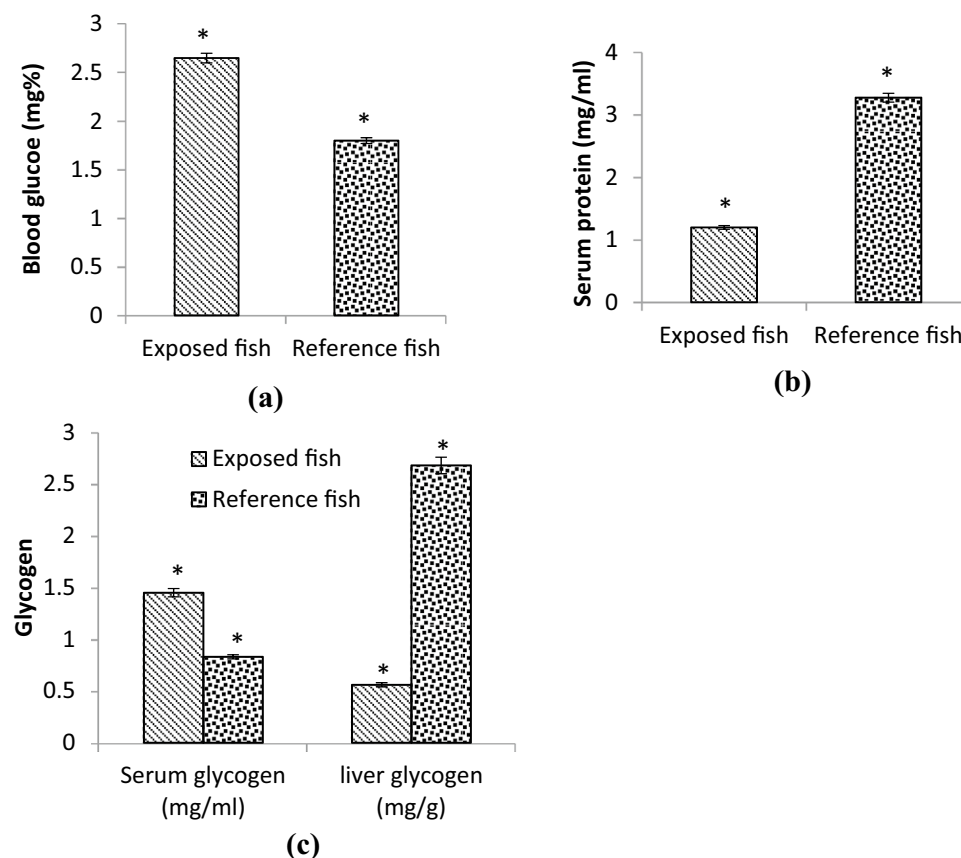 Blood glucoe (mg%)
3
2.5
2
1.5
1
0.5
0
*
*
Exposed fish Reference fish
(a)
Serum protein (mg/ml)
4
3
2
1
0
*
*
Exposed fish Reference fish
(b)
Glycogen
3
2.5
2
1.5
1
0.5
0
Exposed fish
Reference fish
*
*
*
*
Serum glycogen liver glycogen
(mg/ml) (mg/g)
(c)